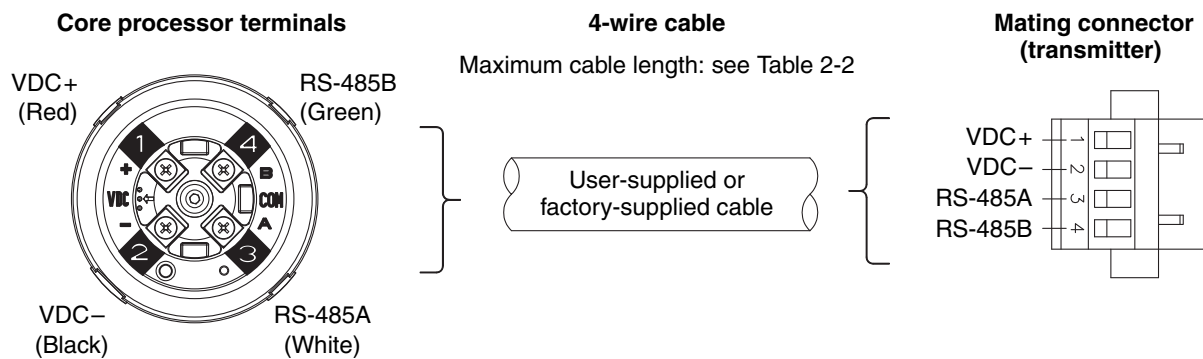 Core processor terminals
4-wire cable
Mating connector
(transmitter)
Maximum cable length: see Table 2-2
VDC+
(Red)
RS-485B
(Green)
1
4
+
B
VDC
COM
–
A
2
3
VDC–
(Black)
RS-485A
(White)
User-supplied or
factory-supplied cable
VDC+ 1
VDC– 2
RS-485A 3
RS-485B 4